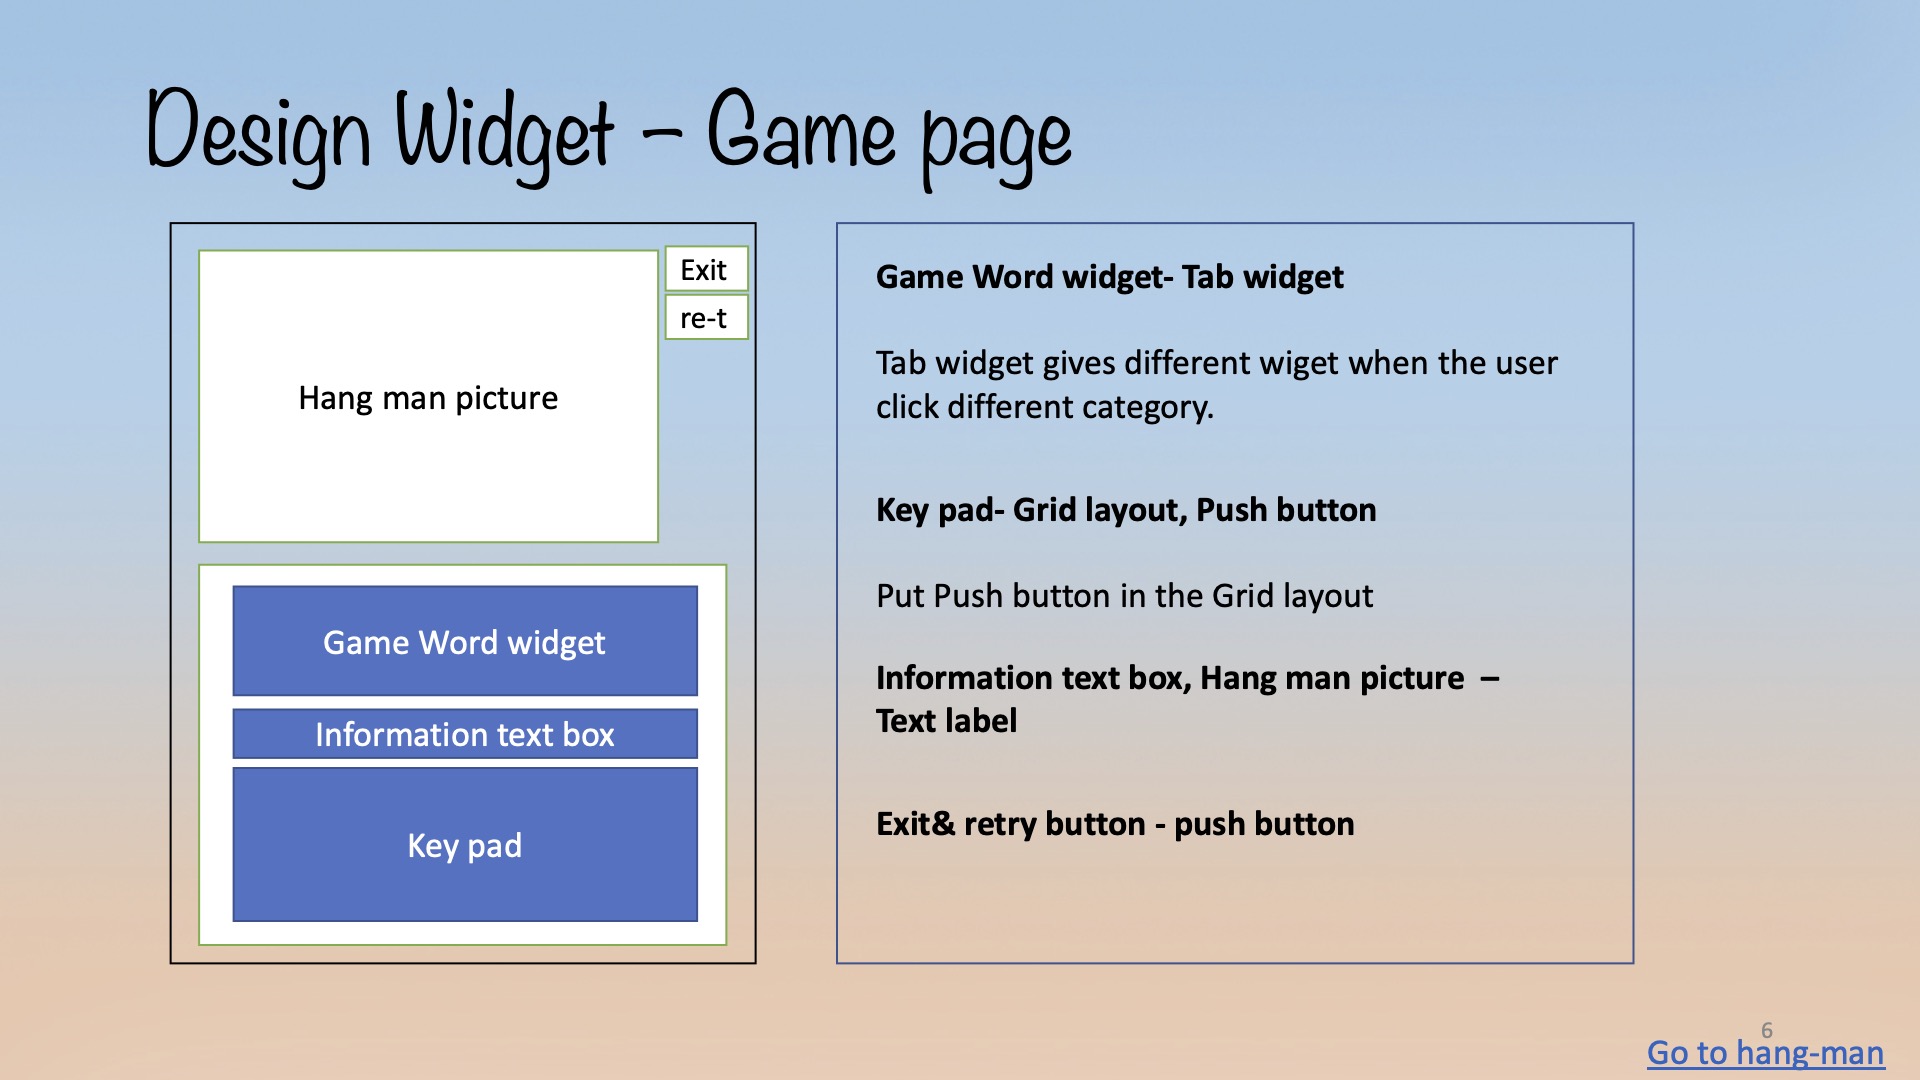 Design Widget – Game page
Exit
re-t
Hang man picture
Game Word widget
Information text box
Key pad
Game Word widget- Tab widget
Tab widget gives different wiget when the user
click different category.
Key pad- Grid layout, Push button
Put Push button in the Grid layout
Information text box, Hang man picture –
Text label
Exit& retry button - push button
6
Go to hang-man